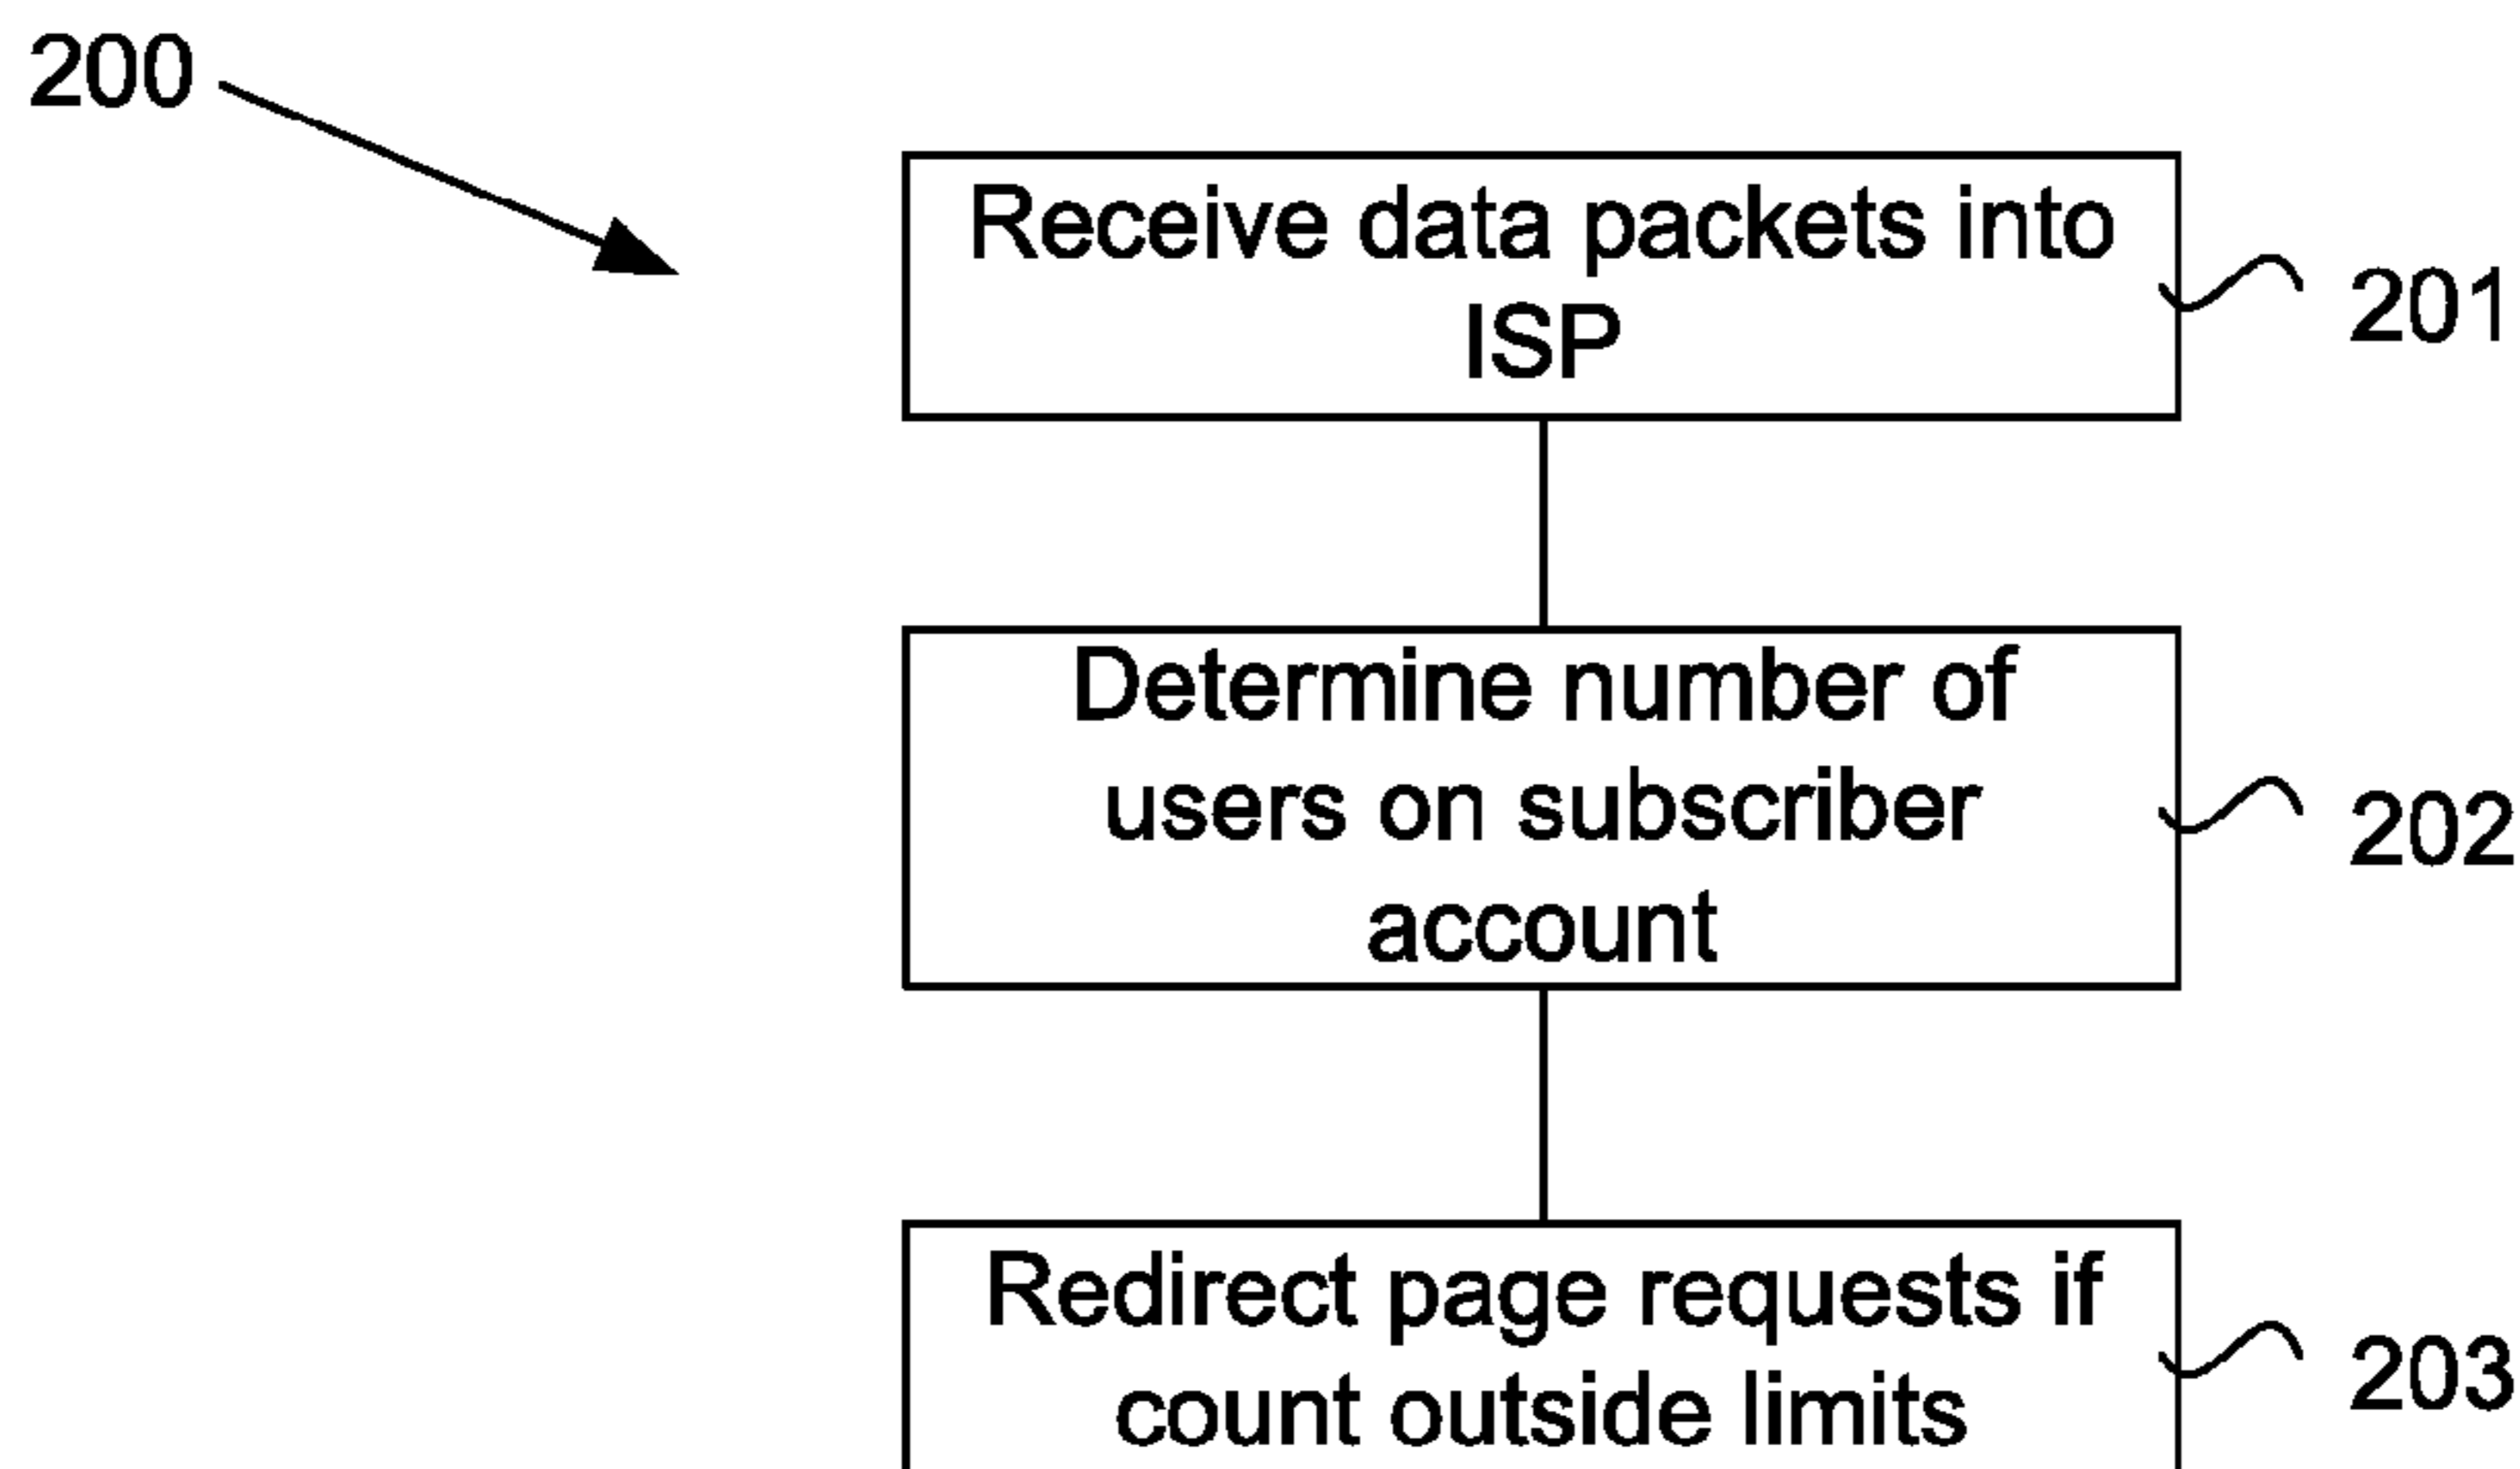 200
Receive data packets into
ISP
201
Determine number of
users on subscriber
account
202
Redirect page requests if
count outside limits
203